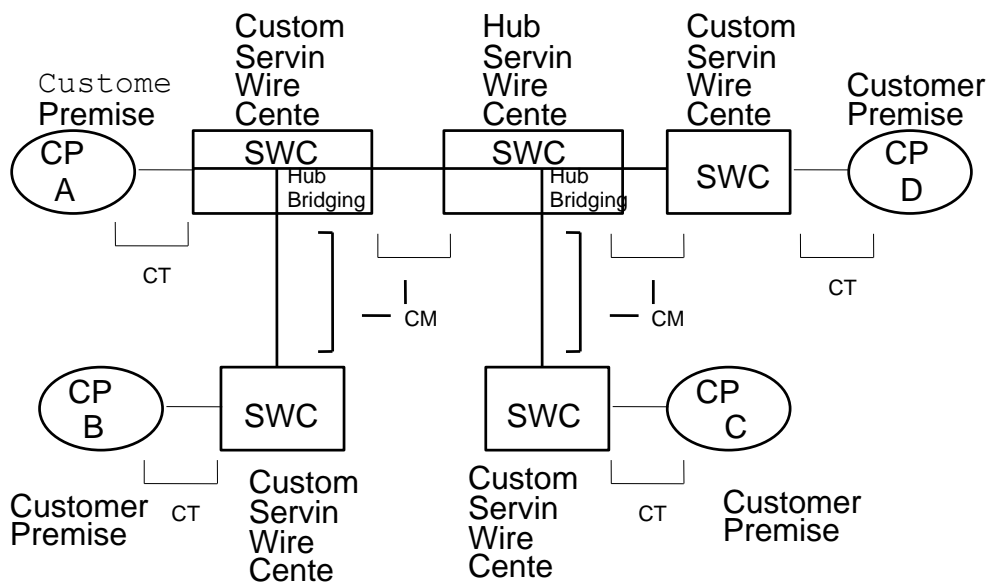 Custom
Servin
Wire
Cente
Hub
Servin
Wire
Cente
Custom
Servin
Wire
Cente
Custome
Premise
Customer
Premise
CP
A
SWC
Hub
Bridging
SWC
Hub
Bridging
SWC
CP
D
CT
CM
CM
CT
CP
B
SWC
SWC
CP
C
Customer
Premise
CT
Custom
Servin
Wire
Cente
Custom
Servin
Wire
Cente
CT
Customer
Premise